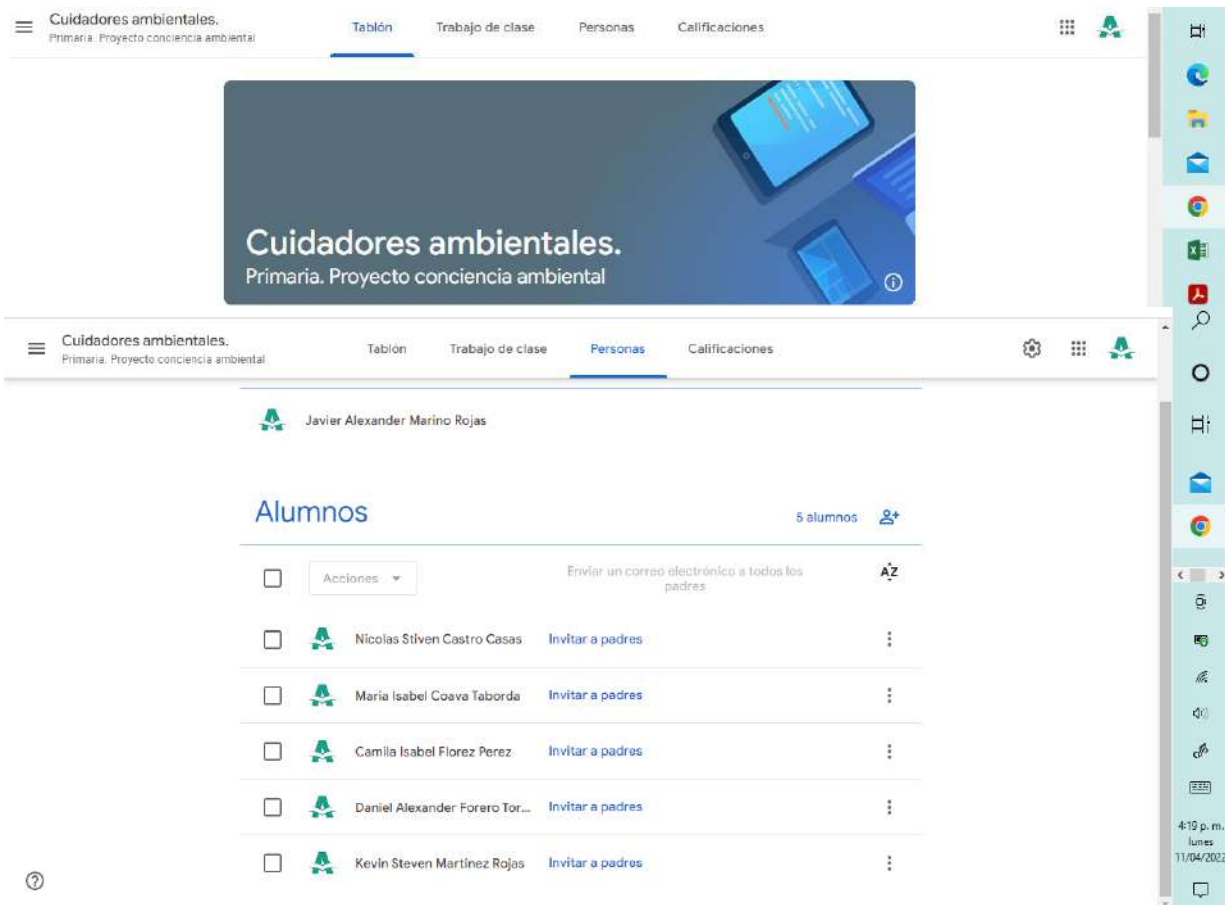 Cuidadores ambientales.
Primaria. Proyecto conciencia ambiental
Tablón
Trabajo de clase
Personas
Calificaciones
Cuidadores ambientales.
Primaria. Proyecto conciencia ambiental
Cuidadores ambientales.
Primaria. Proyecto conciencia ambiental
Tablón
Trabajo de clase
Personas
Calificaciones
Javier Alexander Marino Rojas
Alumnos
5 alumnos
Acciones
Enviar un correo electrónico a todos los
padres
AZ
Nicolas Stiven Castro Casas
Invitar a padres
Maria Isabel Coava Taborda
Invitar a padres
Camila Isabel Florez Perez
Invitar a padres
Daniel Alexander Forero Tor...
Invitar a padres
Kevin Steven Martinez Rojas
Invitar a padres
4:19 p. m.
lunes
11/04/2022